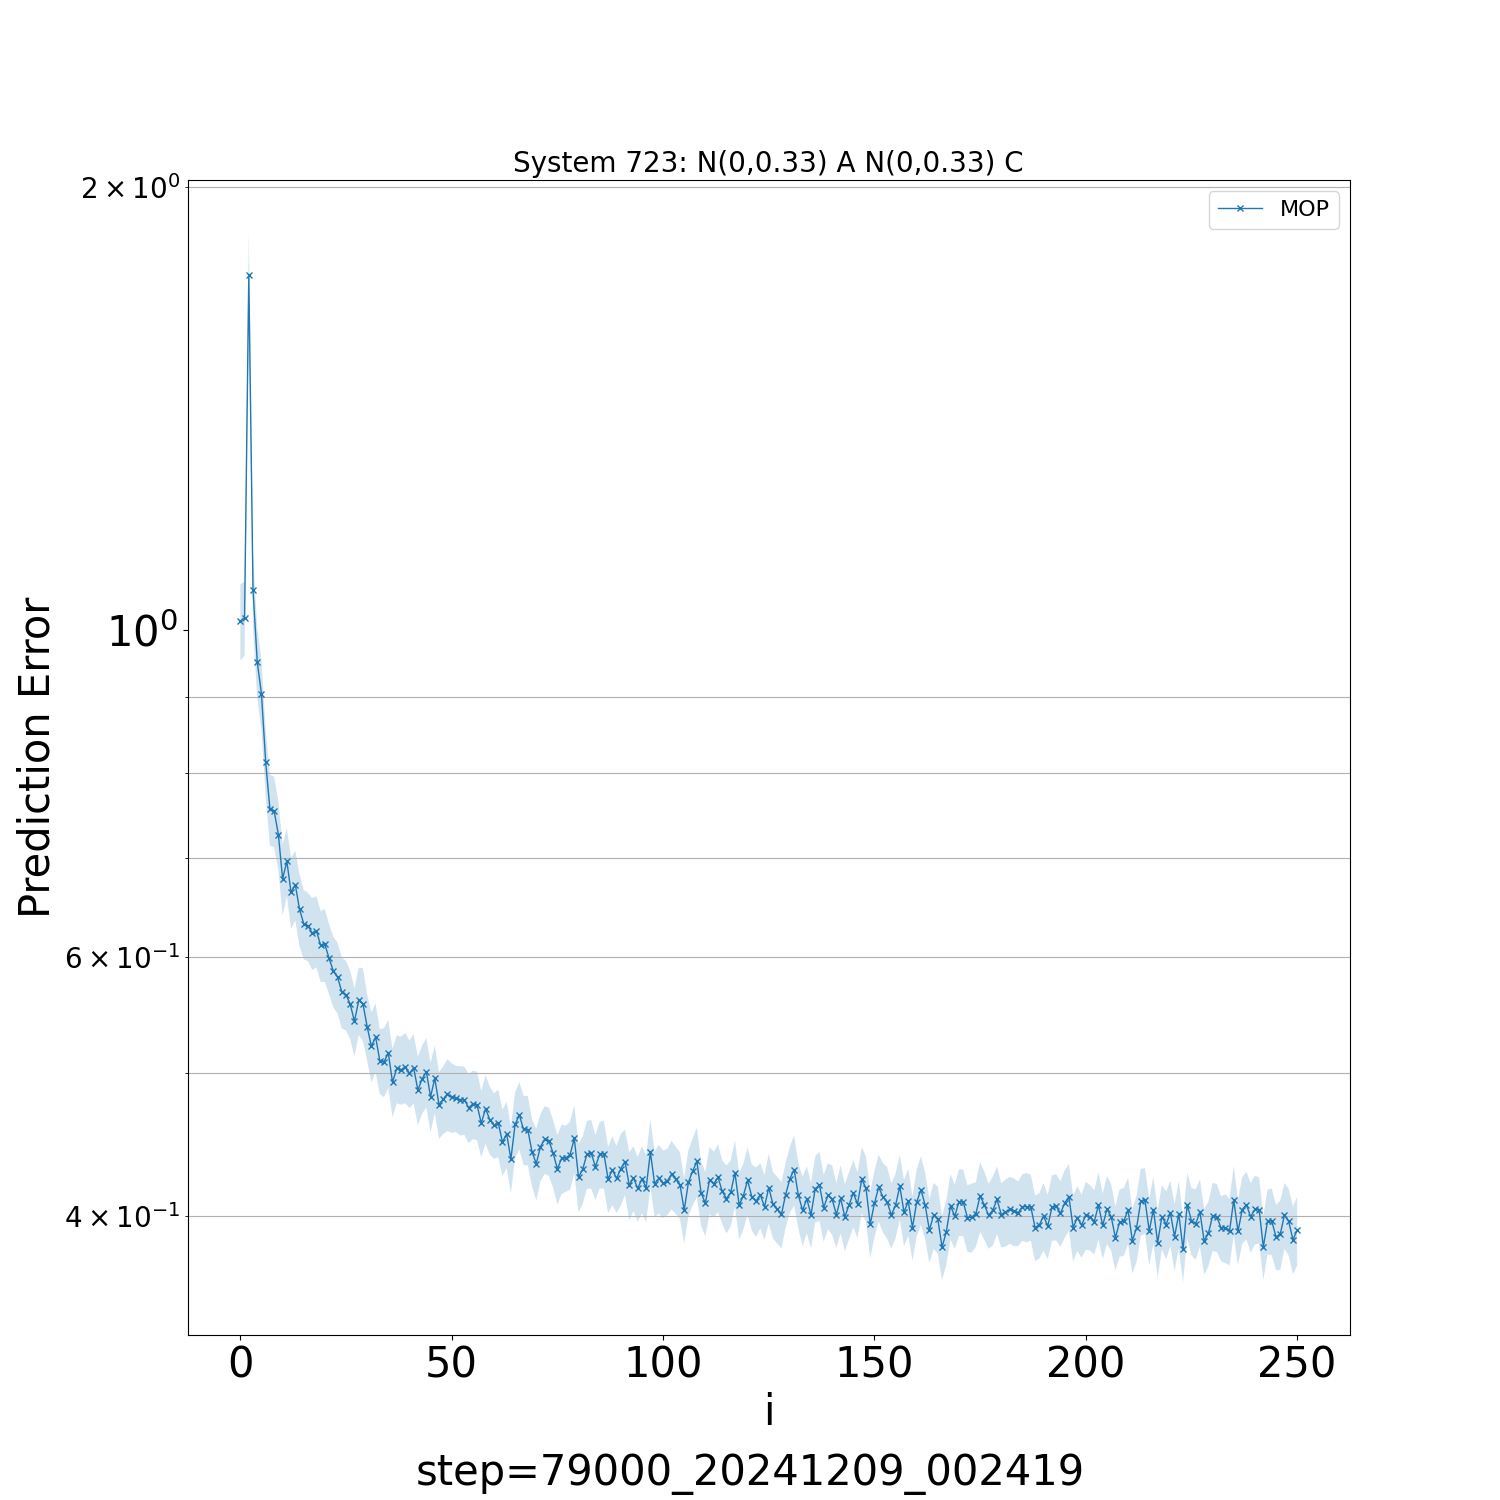 System 723: N(0,0.33) A N(0,0.33) C
2 × 10⁰
MOP
10⁰
Prediction Error
6 × 10⁻¹
4 × 10⁻¹
0 50 100 150 200 250
i
step=79000_20241209_002419